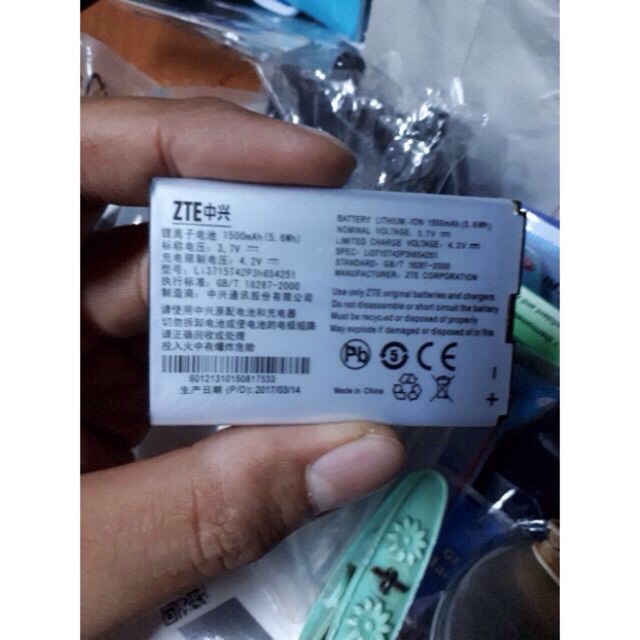 ZTE中兴
锂离子电池 1500mAh(5.6Wh)
标称电压: 3.7V
充电限制电压: 4.2V
型号: Li3715T42P3h654251
执行标准: GB/T 18287-2000
制造商: 中兴通讯股份有限公司
请使用中兴原配电池和充电器
切勿拆卸电池或使电池的电极短路
请正确回收或处理
投入火中有爆炸危险
60121310150817533
生产日期 (P/D): 2017/03/14
BATTERY LITHIUM-ION 1500mAh(5.6Wh)
NOMINAL VOLTAGE: 3.7V
LIMITED CHARGE VOLTAGE: 4.2V
SPEC: Li3715T42P3h654251
STANDARD: GB/T 18287-2000
MANUFACTURER: ZTE CORPORATION
Use only ZTE original batteries and chargers
Do not disassemble or short circuit the battery
Recycled or disposed of properly
May explode if disposed of in fire
Pb 5 CE
Made in China
-
+